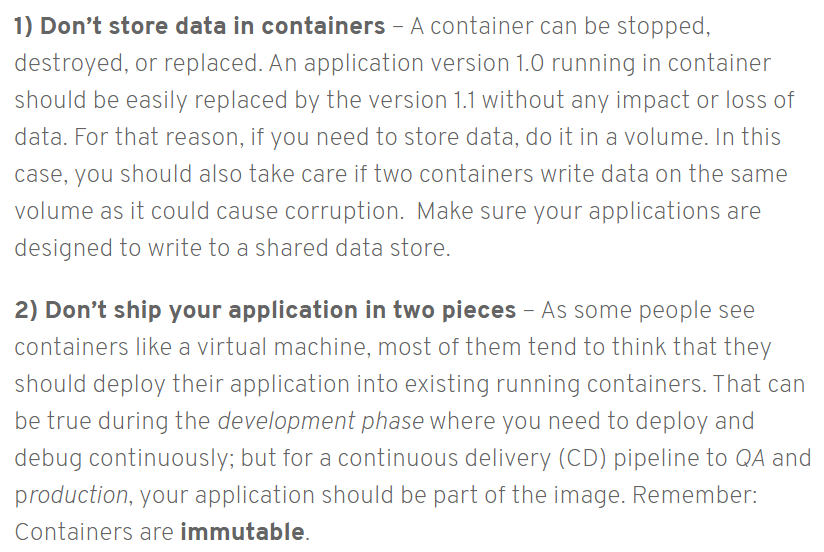 1) Don’t store data in containers – A container can be stopped,
destroyed, or replaced. An application version 1.0 running in container
should be easily replaced by the version 1.1 without any impact or loss of
data. For that reason, if you need to store data, do it in a volume. In this
case, you should also take care if two containers write data on the same
volume as it could cause corruption.  Make sure your applications are
designed to write to a shared data store.
2) Don’t ship your application in two pieces – As some people see
containers like a virtual machine, most of them tend to think that they
should deploy their application into existing running containers. That can
be true during the development phase where you need to deploy and
debug continuously; but for a continuous delivery (CD) pipeline to QA and
production, your application should be part of the image. Remember:
Containers are immutable.